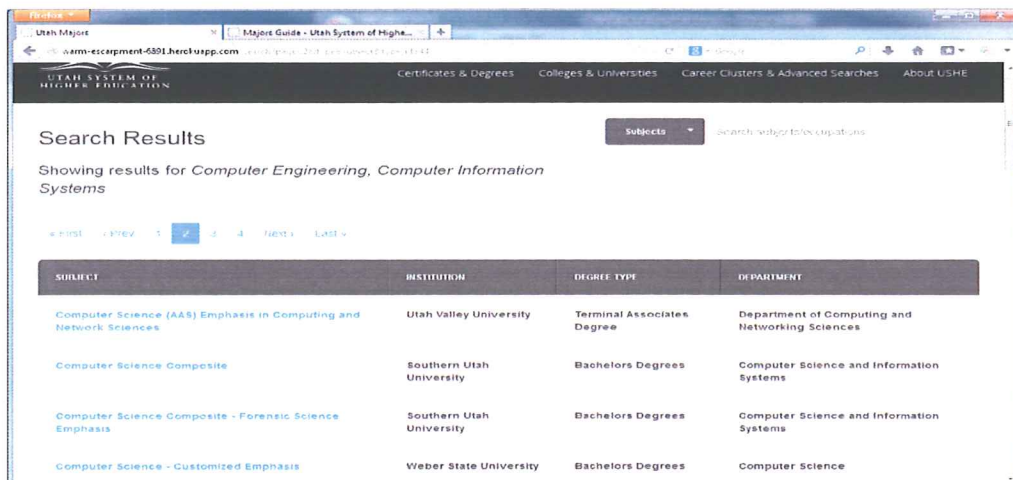 Firefox
Utah Majors
Majors Guide - Utah System of Highe...
warm-escarpment-6891.herokuapp.com
UTAH SYSTEM OF
HIGHER EDUCATION
Certificates & Degrees Colleges & Universities Career Clusters & Advanced Searches About USHE
Search Results
Subjects
Search subjects/occupations
Showing results for Computer Engineering, Computer Information
Systems
« First ‹ Prev 1 2 3 4 Next › Last »
SUBJECT INSTITUTION DEGREE TYPE DEPARTMENT
Computer Science (AAS) Emphasis in Computing and
Network Sciences
Utah Valley University
Terminal Associates
Degree
Department of Computing and
Networking Sciences
Computer Science Composite
Southern Utah
University
Bachelors Degrees
Computer Science and Information
Systems
Computer Science Composite - Forensic Science
Emphasis
Southern Utah
University
Bachelors Degrees
Computer Science and Information
Systems
Computer Science - Customized Emphasis Weber State University Bachelors Degrees Computer Science